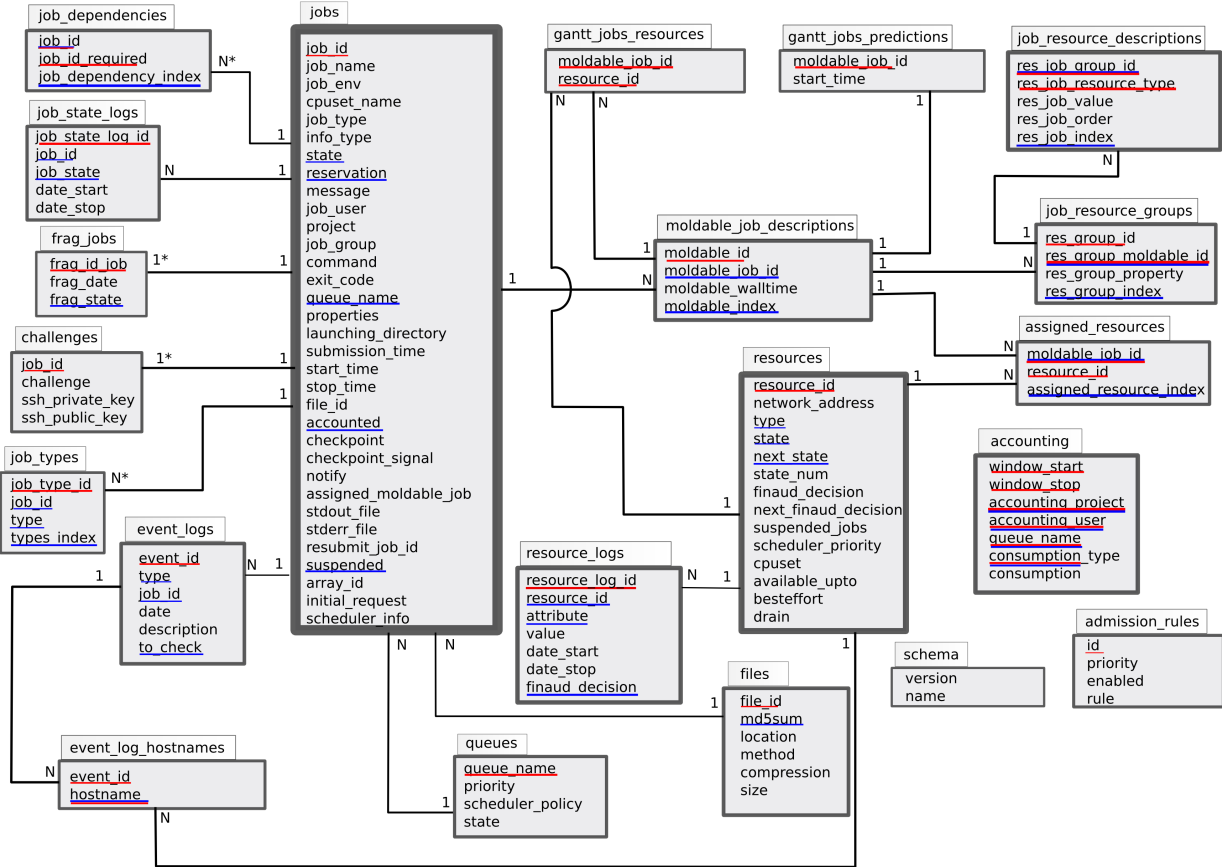 job_dependencies
job_id
job_id_required
job_dependency_index
N*
1
job_state_logs
job_state_log_id
job_id
job_state
date_start
date_stop
N
1
frag_jobs
frag_id_job
frag_date
frag_state
1*
1
challenges
job_id
challenge
ssh_private_key
ssh_public_key
1*
1
job_types
job_type_id
job_id
type
types_index
N*
1
event_logs
event_id
type
job_id
date
description
to_check
N
1
1
event_log_hostnames
event_id
hostname
N
N
jobs
job_id
job_name
job_env
cpuset_name
job_type
info_type
state
reservation
message
job_user
project
job_group
command
exit_code
queue_name
properties
launching_directory
submission_time
start_time
stop_time
file_id
accounted
checkpoint
checkpoint_signal
notify
assigned_moldable_job
stdout_file
stderr_file
resubmit_job_id
suspended
array_id
initial_request
scheduler_info
N
N
1
N
queues
queue_name
priority
scheduler_policy
state
1
gantt_jobs_resources
moldable_job_id
resource_id
N
N
gantt_jobs_predictions
moldable_job_id
start_time
1
job_resource_descriptions
res_job_group_id
res_job_resource_type
res_job_value
res_job_order
res_job_index
N
moldable_job_descriptions
moldable_id
moldable_job_id
moldable_walltime
moldable_index
1
1
1
1
job_resource_groups
res_group_id
res_group_moldable_id
res_group_property
res_group_index
1
N
assigned_resources
moldable_job_id
resource_id
assigned_resource_index
N
N
resources
resource_id
network_address
type
state
next_state
state_num
finaud_decision
next_finaud_decision
suspended_jobs
scheduler_priority
cpuset
available_upto
besteffort
drain
1
1
1
1
resource_logs
resource_log_id
resource_id
attribute
value
date_start
date_stop
finaud_decision
N
files
file_id
md5sum
location
method
compression
size
1
accounting
window_start
window_stop
accounting_project
accounting_user
queue_name
consumption_type
consumption
schema
version
name
admission_rules
id
priority
enabled
rule